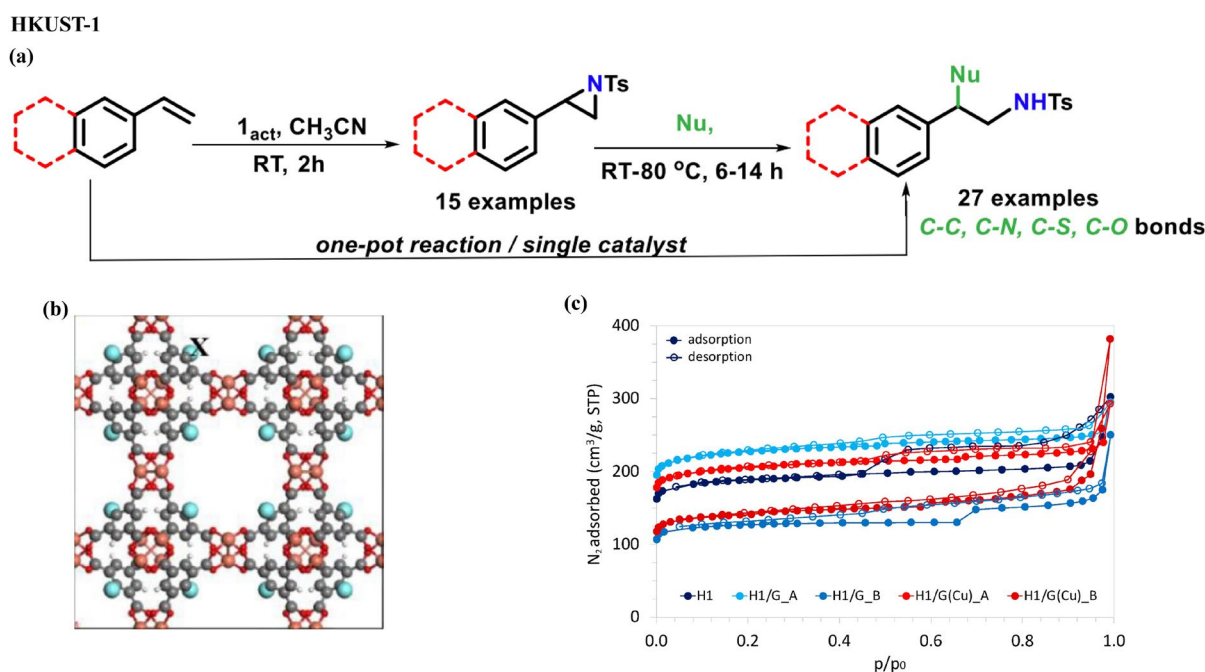 HKUST-1
(a)
1act, CH3CN
RT, 2h
N-Ts
15 examples
Nu,
RT-80 °C, 6-14 h
Nu
NHTs
27 examples
C-C, C-N, C-S, C-O bonds
one-pot reaction / single catalyst
(b)
X
(c)
N2 adsorbed (cm3/g, STP)
400
300
200
100
0
adsorption
desorption
H1 H1/G_A H1/G_B H1/G(Cu)_A H1/G(Cu)_B
0.0 0.2 0.4 0.6 0.8 1.0
p/p0